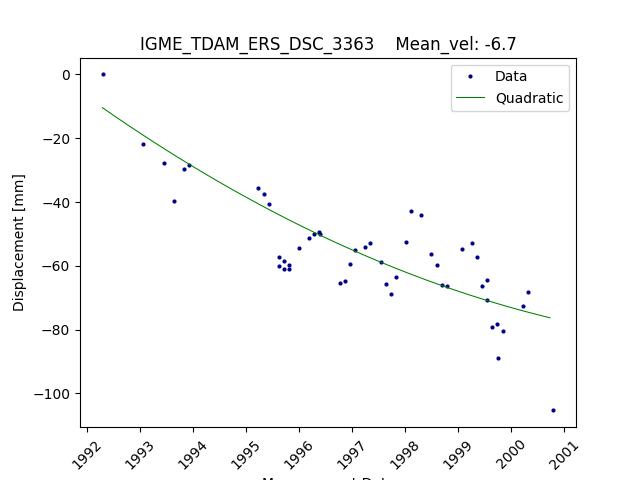 IGME_TDAM_ERS_DSC_3363    Mean_vel: -6.7
Data
Quadratic
Displacement [mm]
0
−20
−40
−60
−80
−100
1992 1993 1994 1995 1996 1997 1998 1999 2000 2001